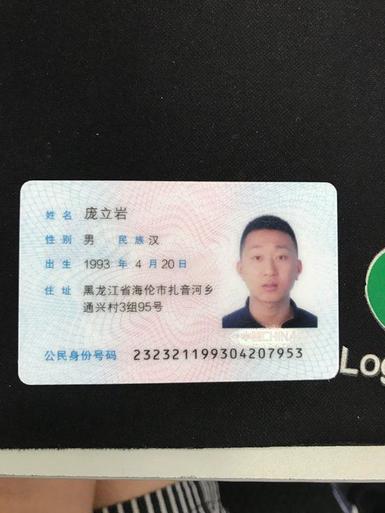 姓名 庞立岩
性别 男 民族 汉
出生 1993 年 4 月 20 日
住址 黑龙江省海伦市扎音河乡
通兴村3组95号
CHINA
公民身份号码 232321199304207953
Log